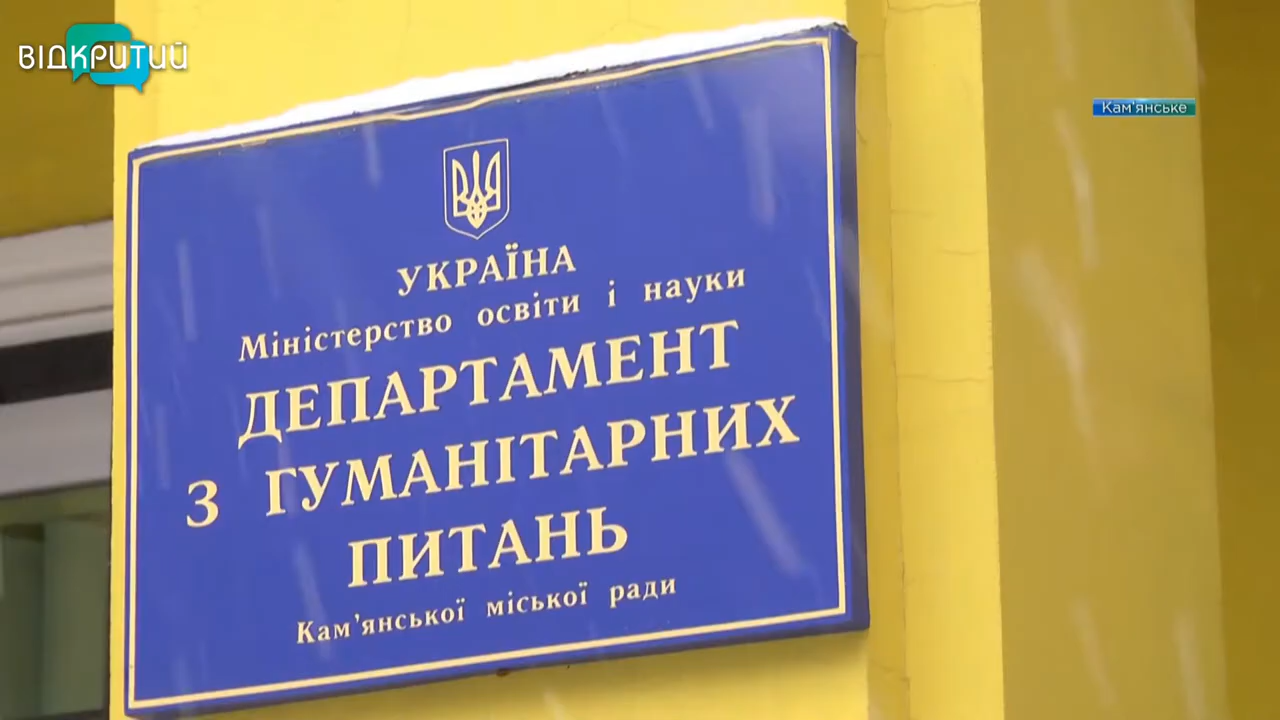 ВІДКРИТИЙ
Кам'янське
УКРАЇНА
Міністерство освіти і науки
ДЕПАРТАМЕНТ
З ГУМАНІТАРНИХ
ПИТАНЬ
Кам'янської міської ради